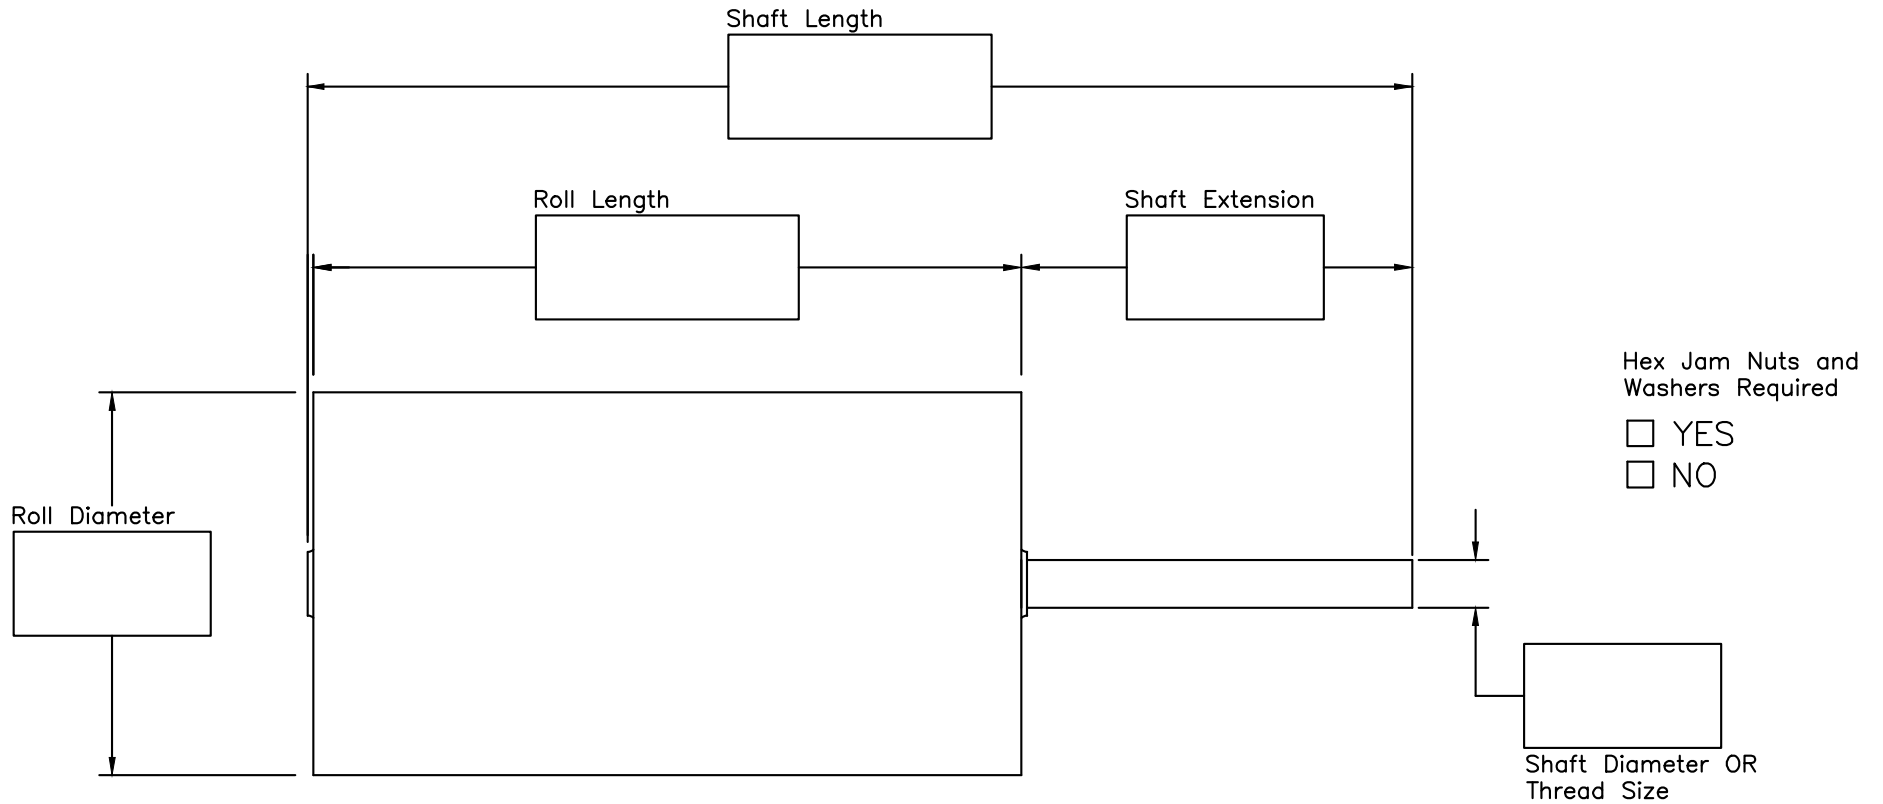 Shaft Length
Roll Length
Shaft Extension
Hex Jam Nuts and
Washers Required
YES
NO
Roll Diameter
Shaft Diameter OR
Thread Size